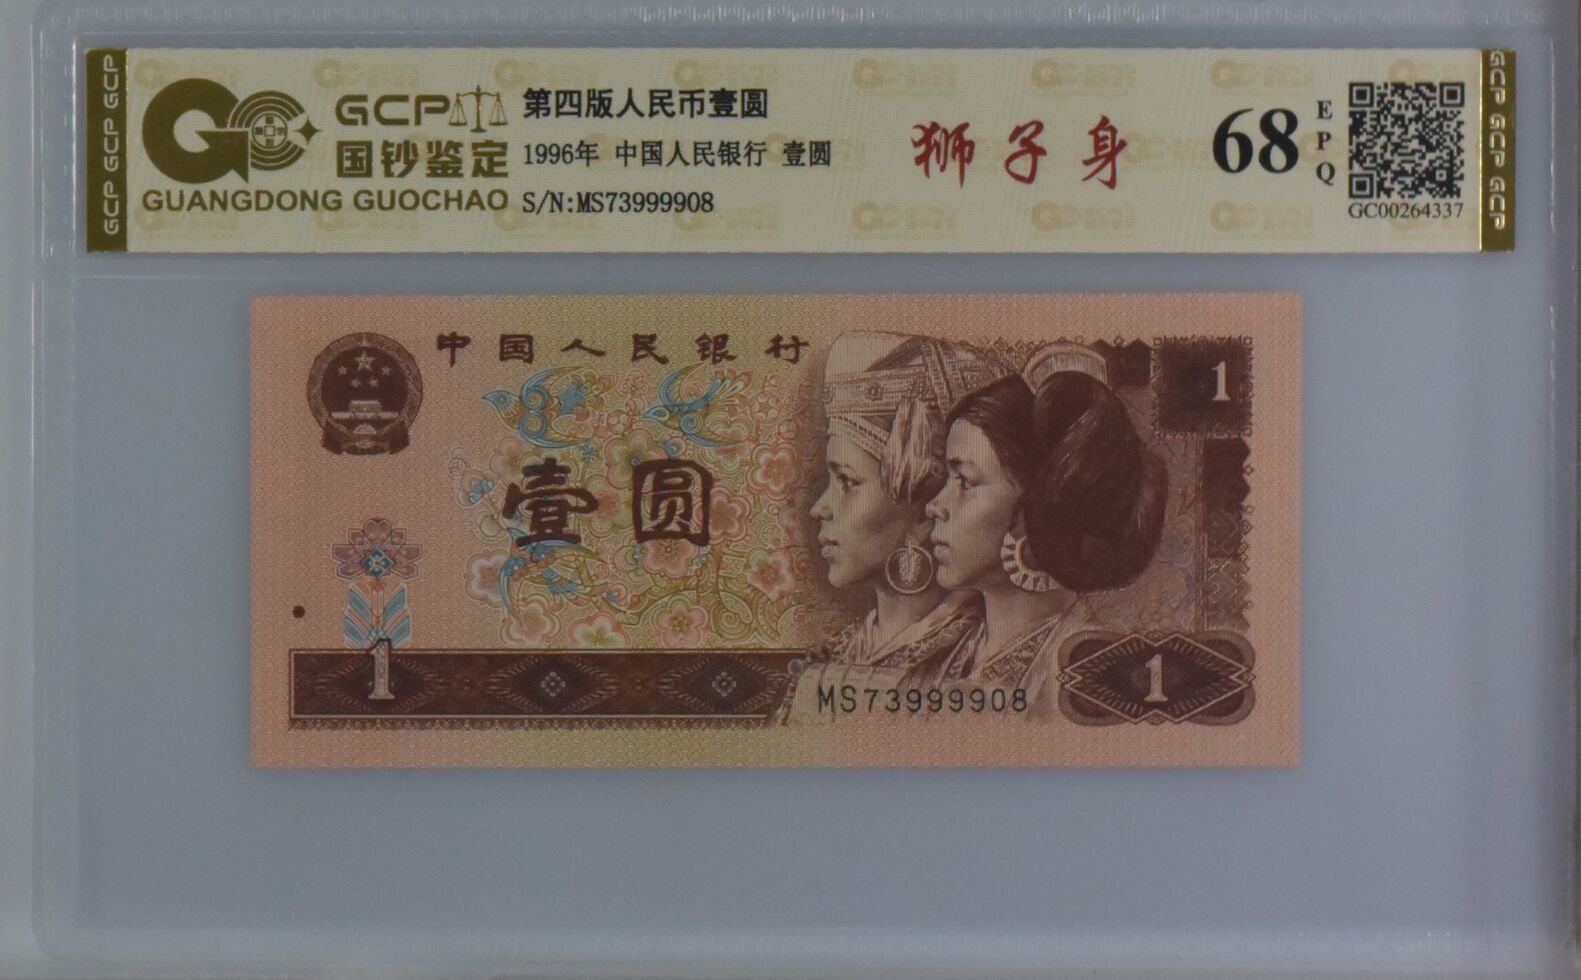 GCP GCP GCP
GCP
国钞鉴定
GUANGDONG GUOCHAO
第四版人民币壹圆
1996年 中国人民银行 壹圆
S/N:MS73999908
狮子身
68
EPQ
GC00264337
GCP GCP GCP
中国人民银行
1
壹圆
1
MS73999908
1